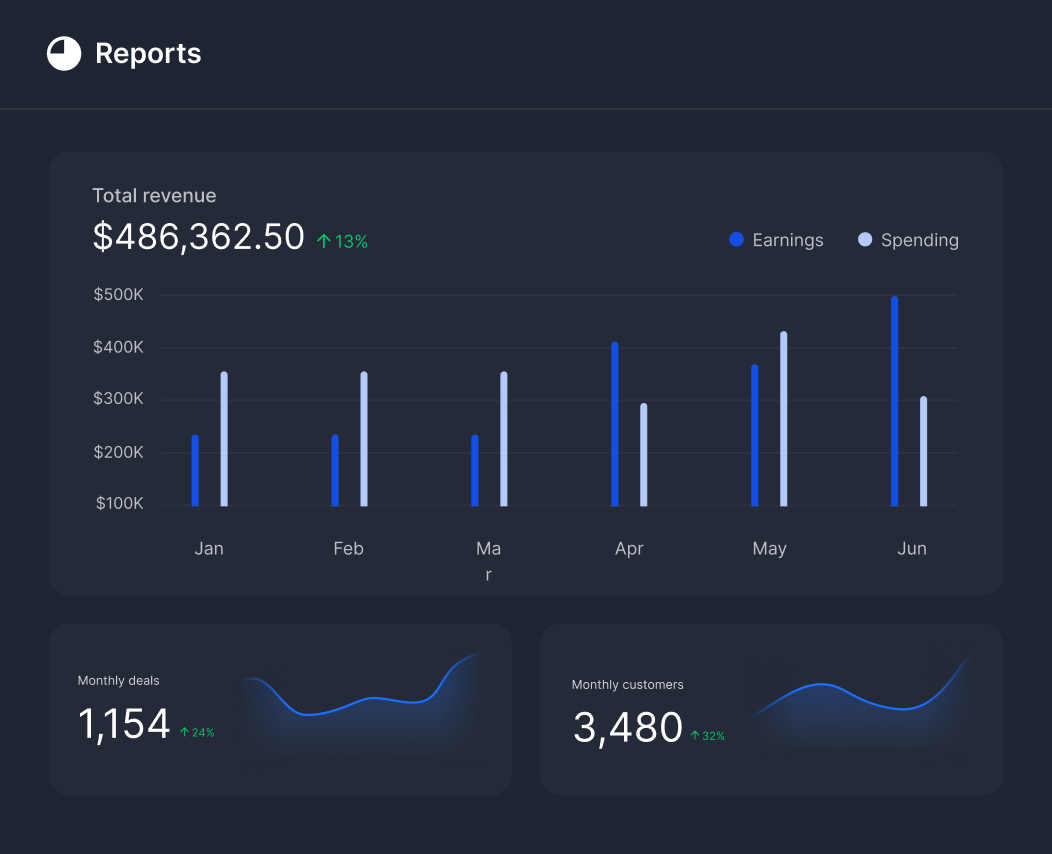 Reports
Total revenue
$486,362.50 ↑ 13%
Earnings Spending
$500K
$400K
$300K
$200K
$100K
Jan Feb Ma Apr May Jun
r
Monthly deals
1,154 ↑ 24%
Monthly customers
3,480 ↑ 32%